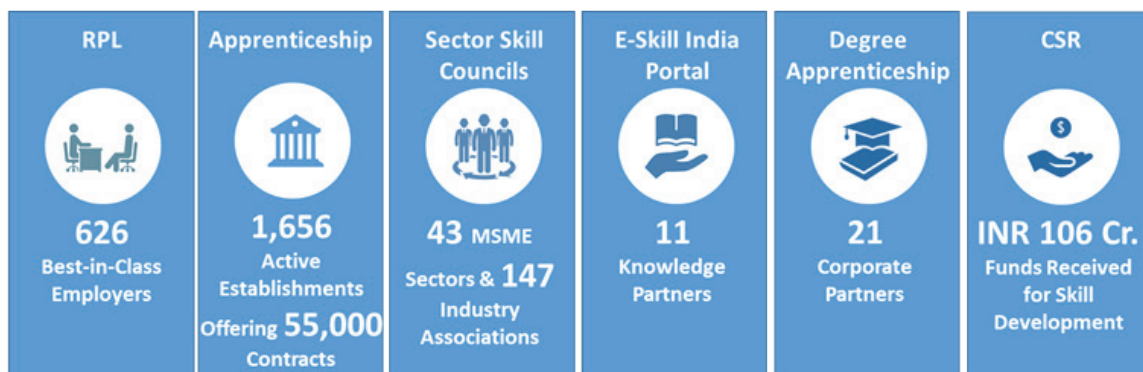 RPL
626
Best-in-Class
Employers
Apprenticeship
1,656
Active
Establishments
Offering 55,000
Contracts
Sector Skill
Councils
43 MSME
Sectors & 147
Industry
Associations
E-Skill India
Portal
11
Knowledge
Partners
Degree
Apprenticeship
21
Corporate
Partners
CSR
$
INR 106 Cr.
Funds Received
for Skill
Development